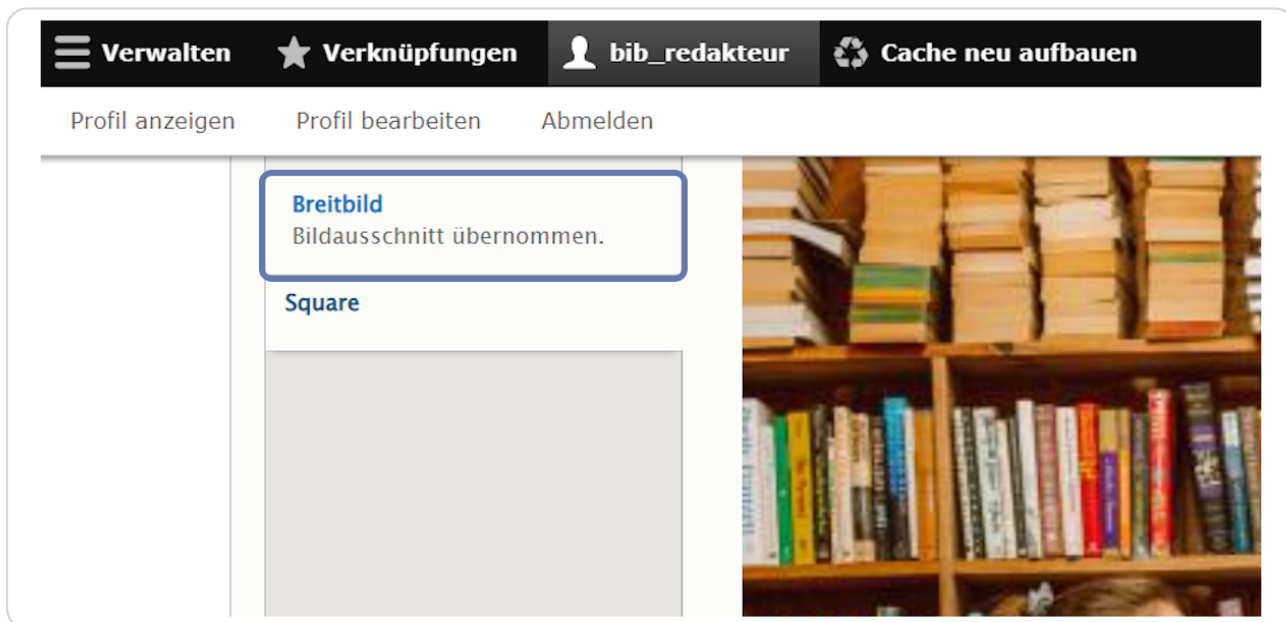 Verwalten Verknüpfungen bib_redakteur Cache neu aufbauen
Profil anzeigen Profil bearbeiten Abmelden
Breitbild
Bildausschnitt übernommen.
Square